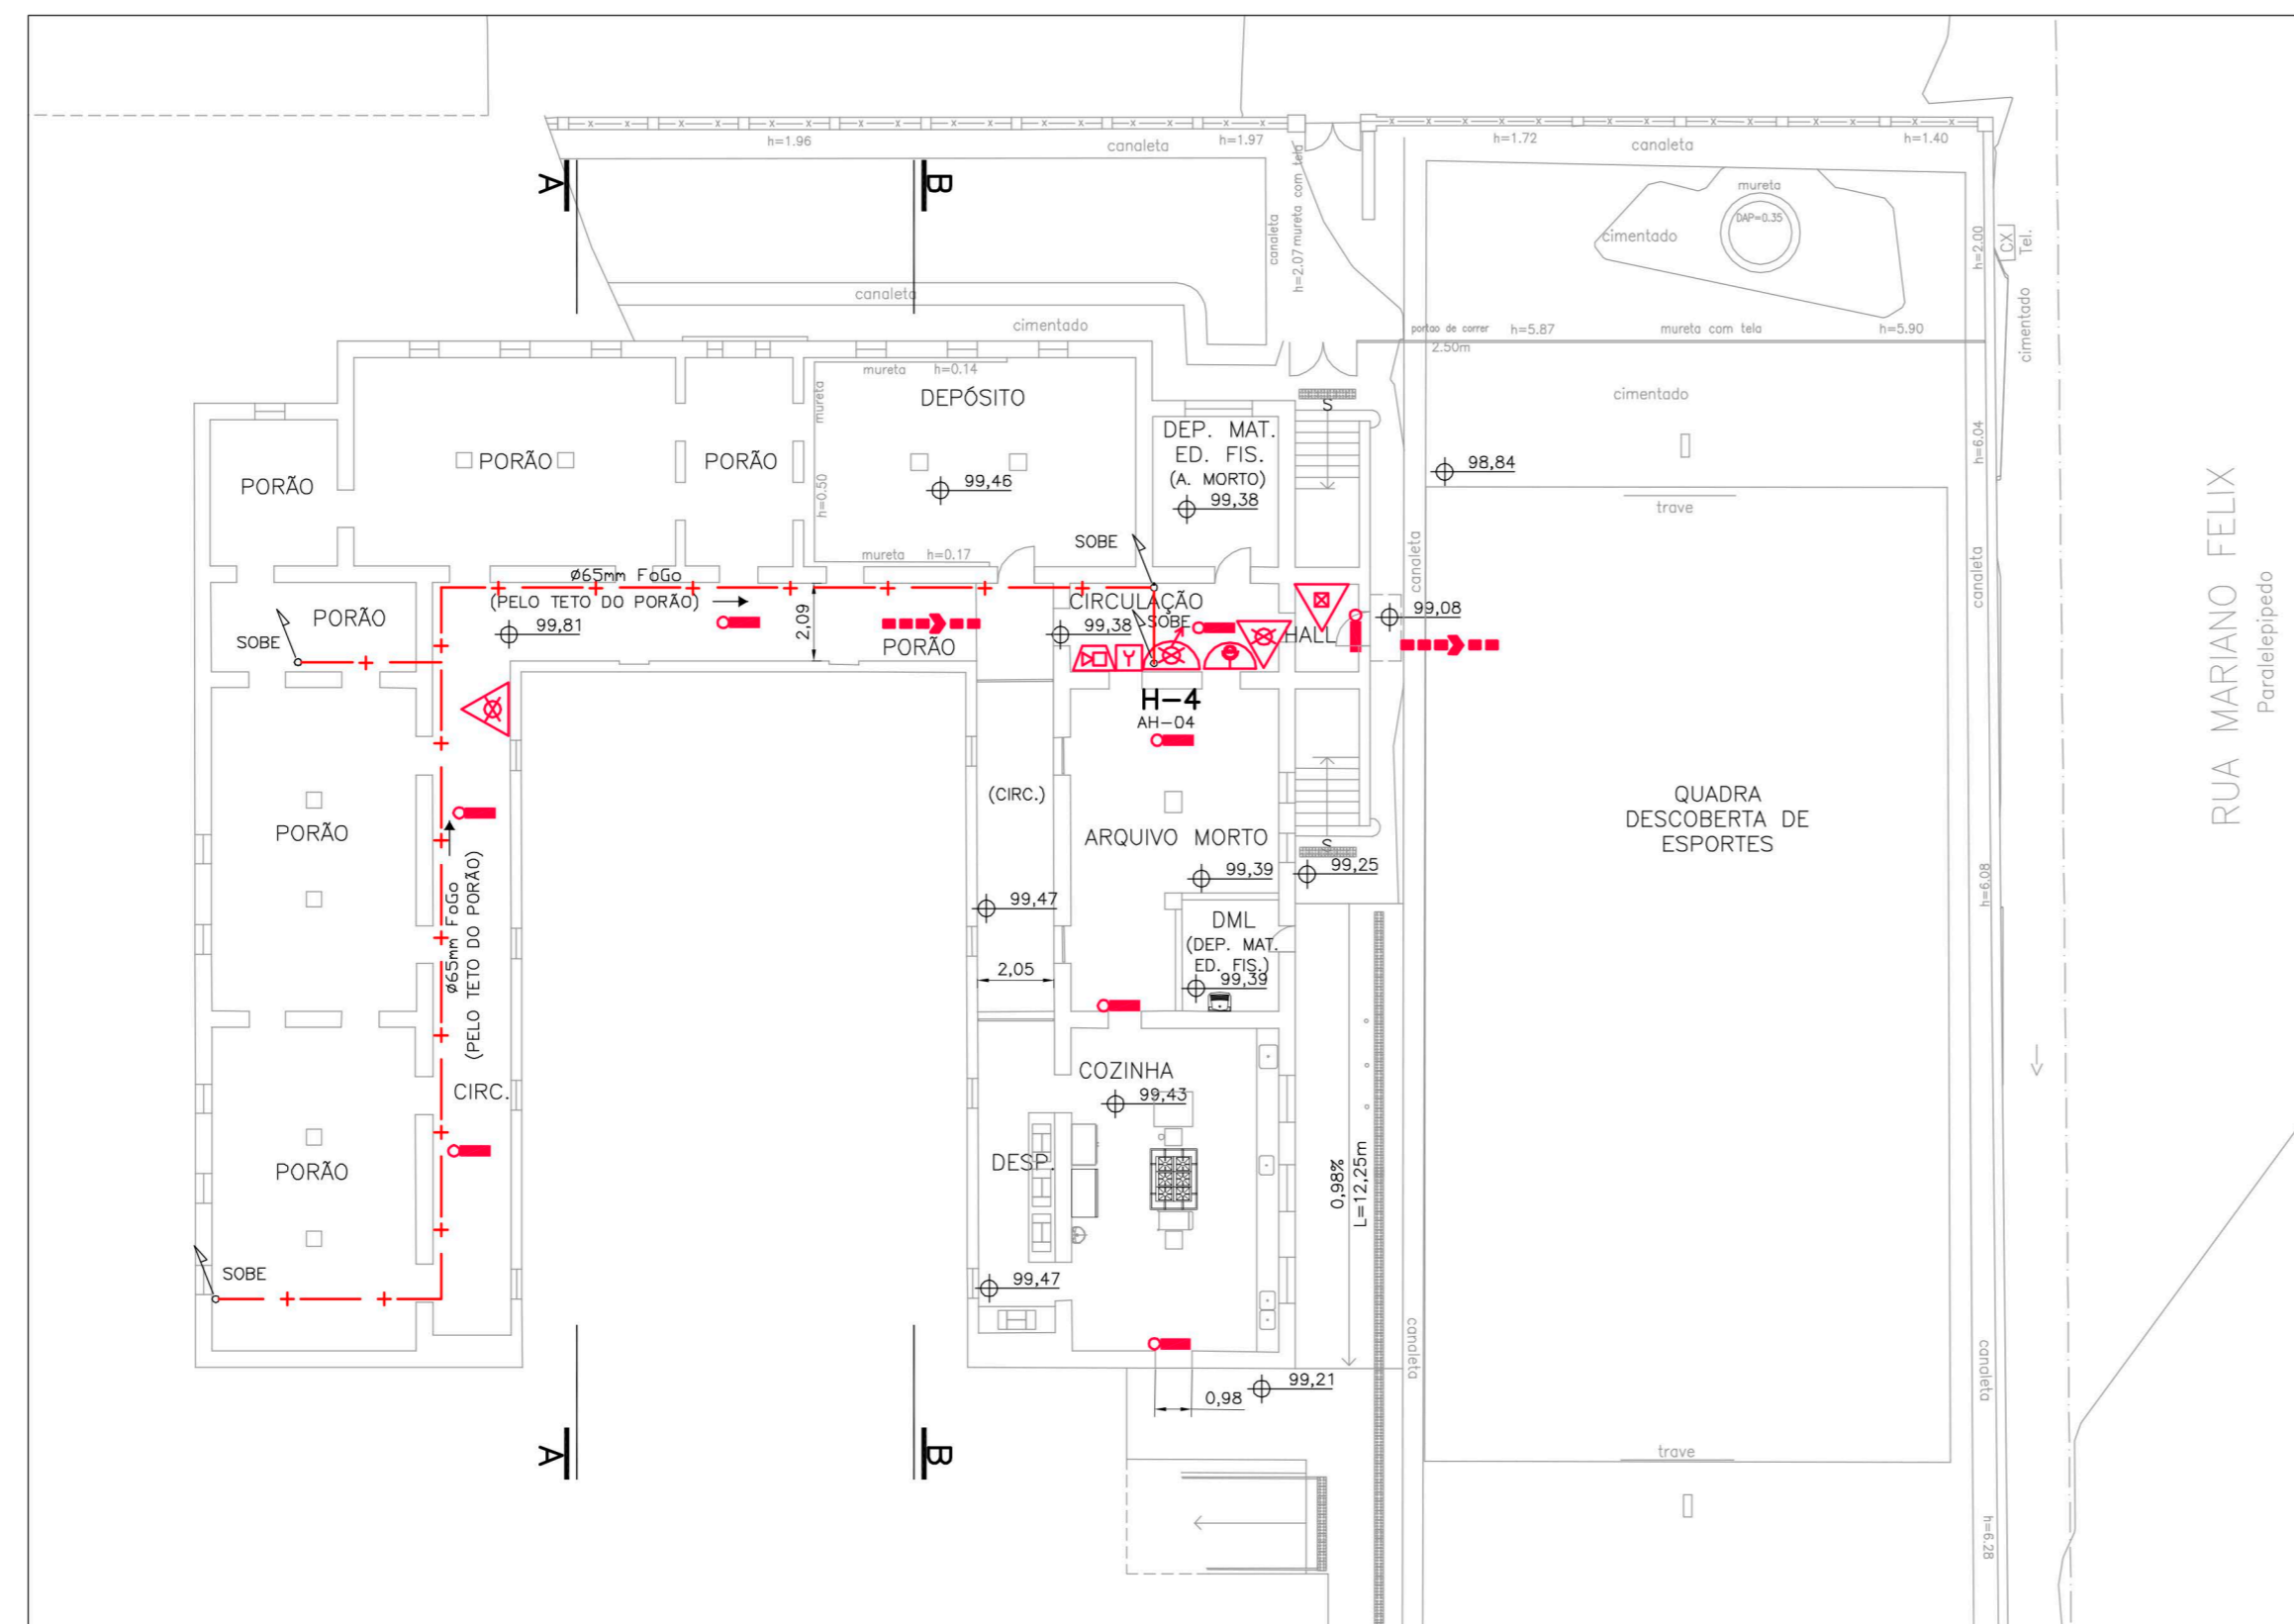 h=1.96
canaleta
h=1.97
h=1.72
canaleta
h=1.40
A
B
canaleta
h=2.07 mureta com tela
mureta
DAP=0.35
cimentado
h=2.00
CX
Tel.
cimentado
canaleta
cimentado
portao de correr
2.50m
h=5.87
mureta com tela
h=5.90
mureta
h=0.14
mureta
h=0.50
DEPÓSITO
99,46
mureta
h=0.17
DEP. MAT.
ED. FIS.
(A. MORTO)
99,38
S
cimentado
98,84
trave
h=6.04
PORÃO
PORÃO
PORÃO
SOBE
canaleta
canaleta
RUA MARIANO FELIX
Paralelepipedo
Ø65mm FoGo
(PELO TETO DO PORÃO)
99,81
2,09
PORÃO
SOBE
PORÃO
CIRCULAÇÃO
SOBE
99,38
HALL
99,08
H-4
AH-04
(CIRC.)
ARQUIVO MORTO
99,39
S
99,25
QUADRA
DESCOBERTA DE
ESPORTES
h=6.08
PORÃO
Ø65mm FoGo
(PELO TETO DO PORÃO)
99,47
2,05
DML
(DEP. MAT.
ED. FIS.)
99,39
CIRC.
COZINHA
99,43
DESP.
0,98%
L=12,25m
PORÃO
SOBE
99,47
canaleta
canaleta
99,21
0,98
A
B
trave
h=6.28